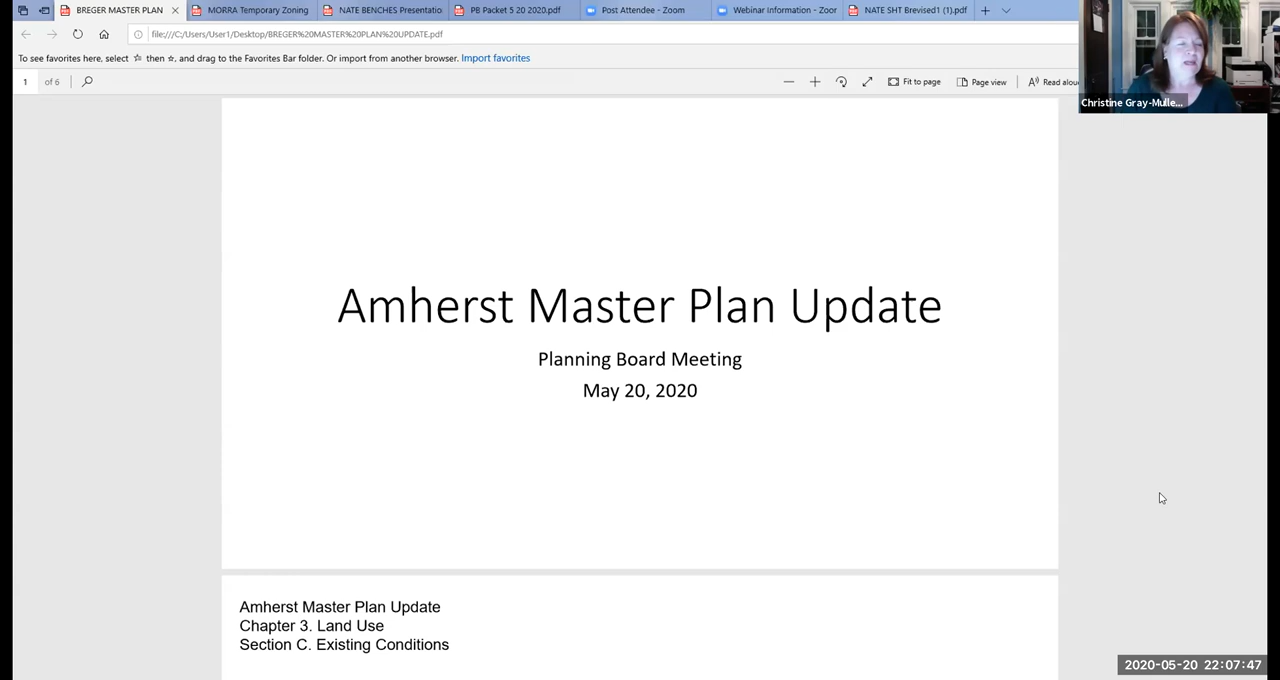 BREGER MASTER PLAN
MORRA Temporary Zoning
NATE BENCHES Presentatio
PB Packet 5 20 2020.pdf
Post Attendee - Zoom
Webinar Information - Zoor
NATE SHT Brevised1 (1).pdf
file:///C:/Users/User1/Desktop/BREGER%20MASTER%20PLAN%20UPDATE.pdf
To see favorites here, select ☆ then ☆, and drag to the Favorites Bar folder. Or import from another browser. Import favorites
1 of 6
Fit to page
Page view
Read alou
Christine Gray-Mulle...
Amherst Master Plan Update
Planning Board Meeting
May 20, 2020
Amherst Master Plan Update
Chapter 3. Land Use
Section C. Existing Conditions
2020-05-20 22:07:47